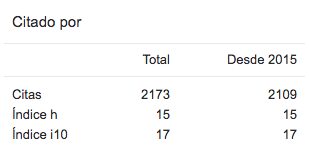 Citado por
Total Desde 2015
Citas 2173 2109
Índice h 15 15
Índice i10 17 17